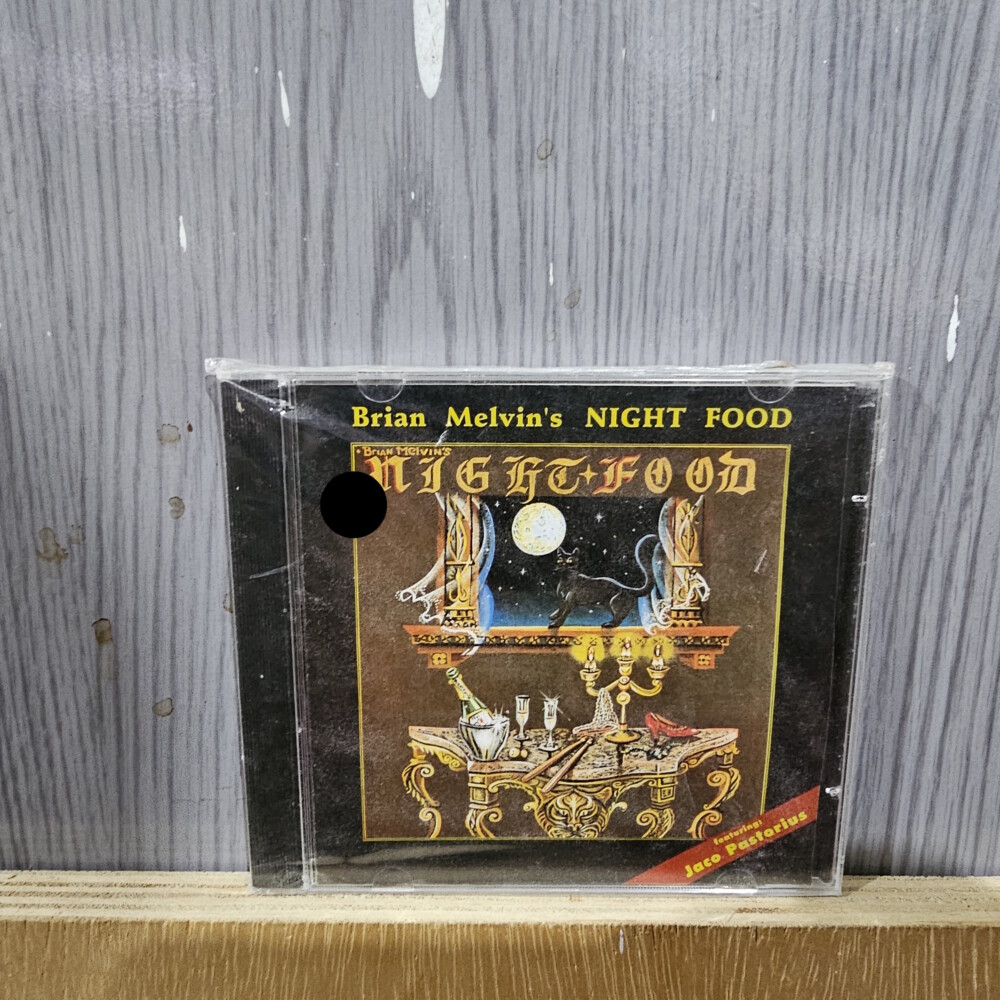 Brian Melvin's NIGHT FOOD
BRIAN MELVIN'S
NIGHT FOOD
featuring:
Jaco Pastorius